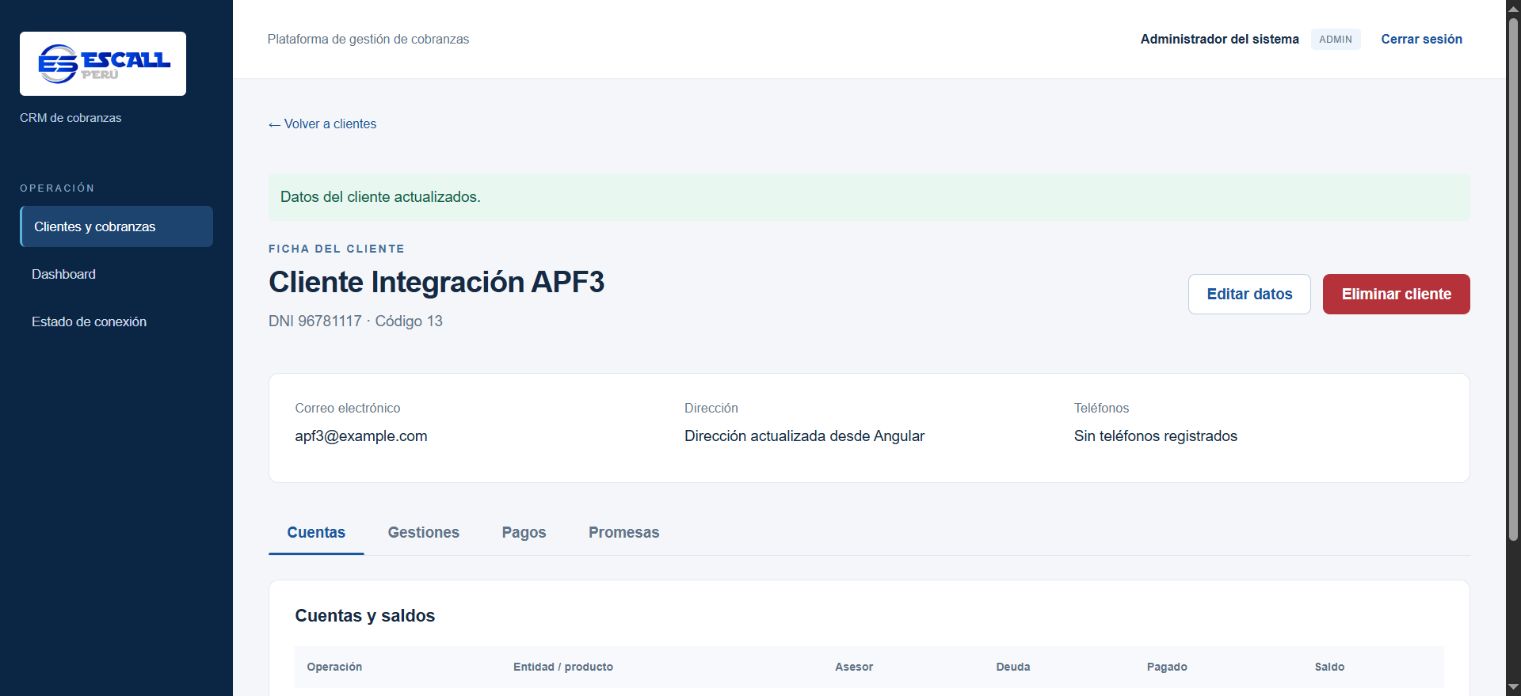 ES ESCALL
PERÚ
CRM de cobranzas
OPERACIÓN
Clientes y cobranzas
Dashboard
Estado de conexión
Plataforma de gestión de cobranzas
Administrador del sistema ADMIN Cerrar sesión
← Volver a clientes
Datos del cliente actualizados.
FICHA DEL CLIENTE
Cliente Integración APF3
DNI 96781117 · Código 13
Editar datos Eliminar cliente
Correo electrónico Dirección Teléfonos
apf3@example.com Dirección actualizada desde Angular Sin teléfonos registrados
Cuentas Gestiones Pagos Promesas
Cuentas y saldos
Operación Entidad / producto Asesor Deuda Pagado Saldo